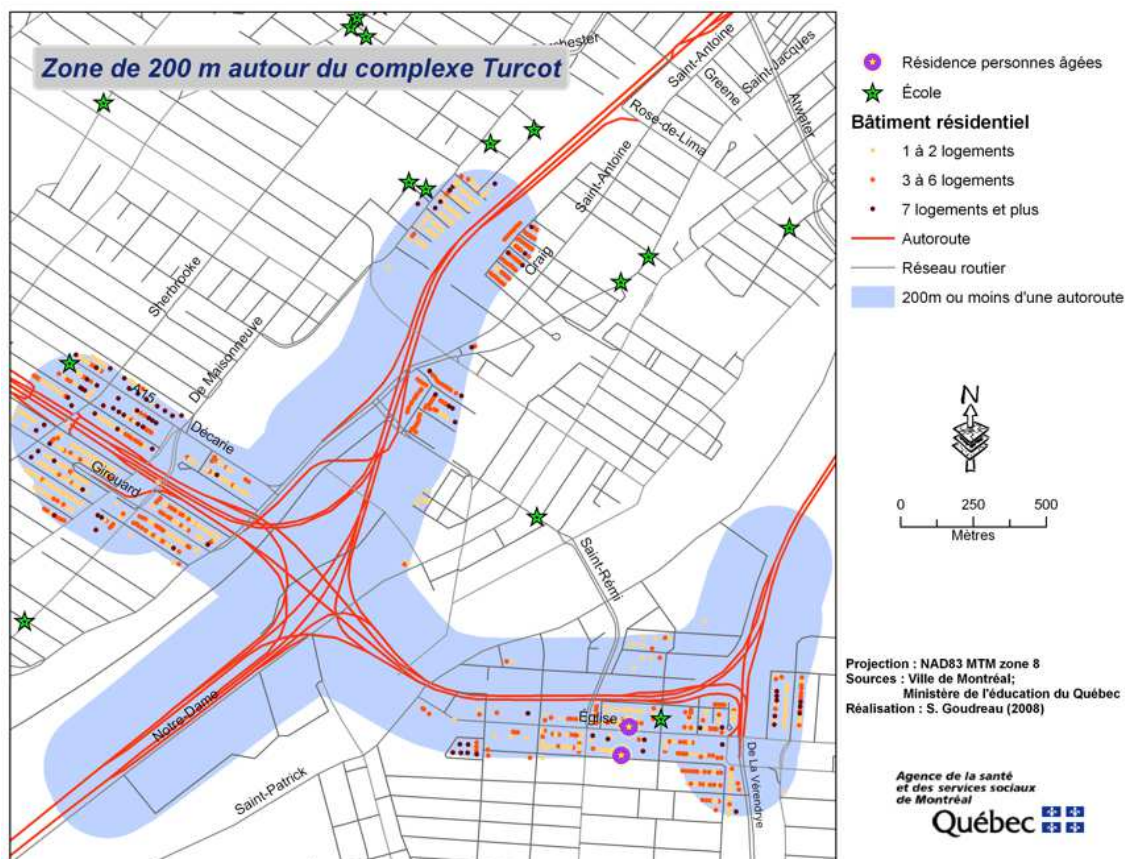 Zone de 200 m autour du complexe Turcot
Saint-Antoine
Greene
Saint-Jacques
Atwater
Rose-de-Lima
Saint-Antoine
Craig
Sherbrooke
De Maisonneuve
A15
Décarie
Girouard
Saint-Rémi
Notre-Dame
Église
Saint-Patrick
De La Vérendrye
Résidence personnes âgées
École
Bâtiment résidentiel
1 à 2 logements
3 à 6 logements
7 logements et plus
Autoroute
Réseau routier
200m ou moins d'une autoroute
N
0 250 500
Mètres
Projection : NAD83 MTM zone 8
Sources : Ville de Montréal;
Ministère de l'éducation du Québec
Réalisation : S. Goudreau (2008)
Agence de la santé
et des services sociaux
de Montréal
Québec